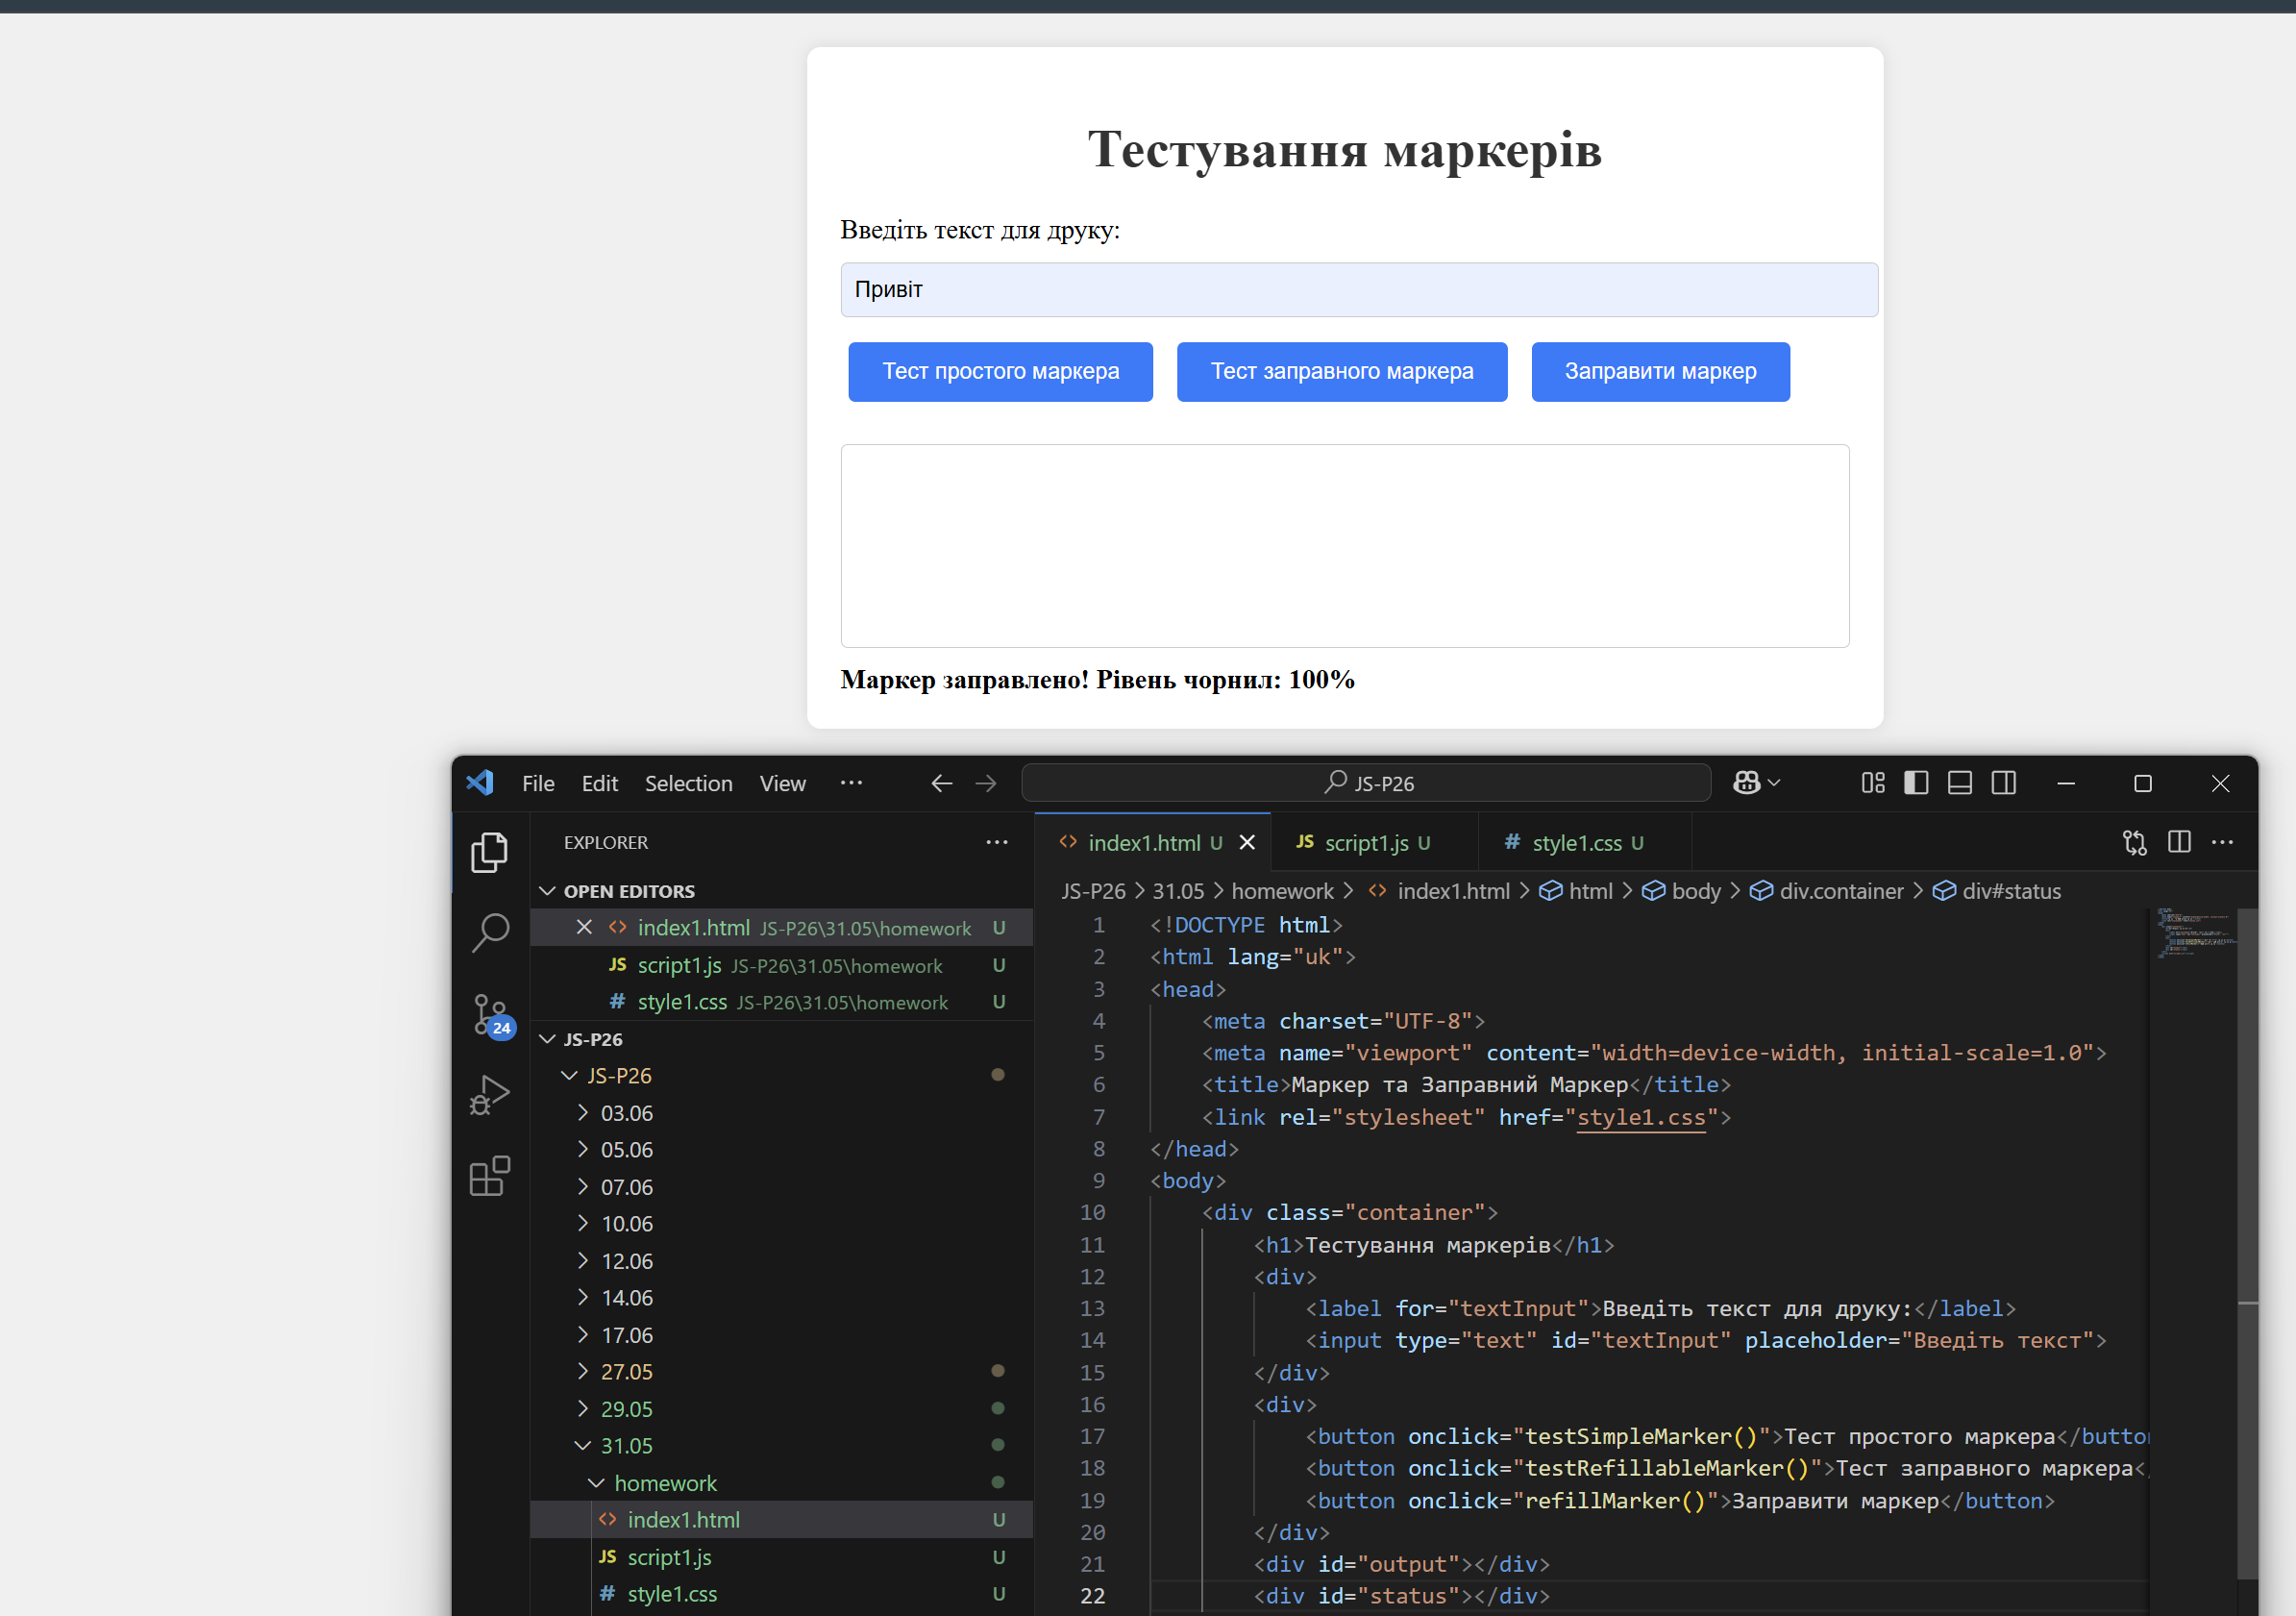 Тестування маркерів
Введіть текст для друку:
Привіт
Тест простого маркера Тест заправного маркера Заправити маркер
Маркер заправлено! Рівень чорнил: 100%
File Edit Selection View ··· JS-P26
EXPLORER ···
index1.html U script1.js U style1.css U ···
OPEN EDITORS
JS-P26 > 31.05 > homework > index1.html > html > body > div.container > div#status
index1.html JS-P26\31.05\homework U
JS script1.js JS-P26\31.05\homework U
# style1.css JS-P26\31.05\homework U
24
JS-P26
JS-P26
03.06
05.06
07.06
10.06
12.06
14.06
17.06
27.05
29.05
31.05
homework
index1.html U
JS script1.js U
# style1.css U
1 <!DOCTYPE html>
2 <html lang="uk">
3 <head>
4 <meta charset="UTF-8">
5 <meta name="viewport" content="width=device-width, initial-scale=1.0">
6 <title>Маркер та Заправний Маркер</title>
7 <link rel="stylesheet" href="style1.css">
8 </head>
9 <body>
10 <div class="container">
11 <h1>Тестування маркерів</h1>
12 <div>
13 <label for="textInput">Введіть текст для друку:</label>
14 <input type="text" id="textInput" placeholder="Введіть текст">
15 </div>
16 <div>
17 <button onclick="testSimpleMarker()">Тест простого маркера</butto
18 <button onclick="testRefillableMarker()">Тест заправного маркера<
19 <button onclick="refillMarker()">Заправити маркер</button>
20 </div>
21 <div id="output"></div>
22 <div id="status"></div>